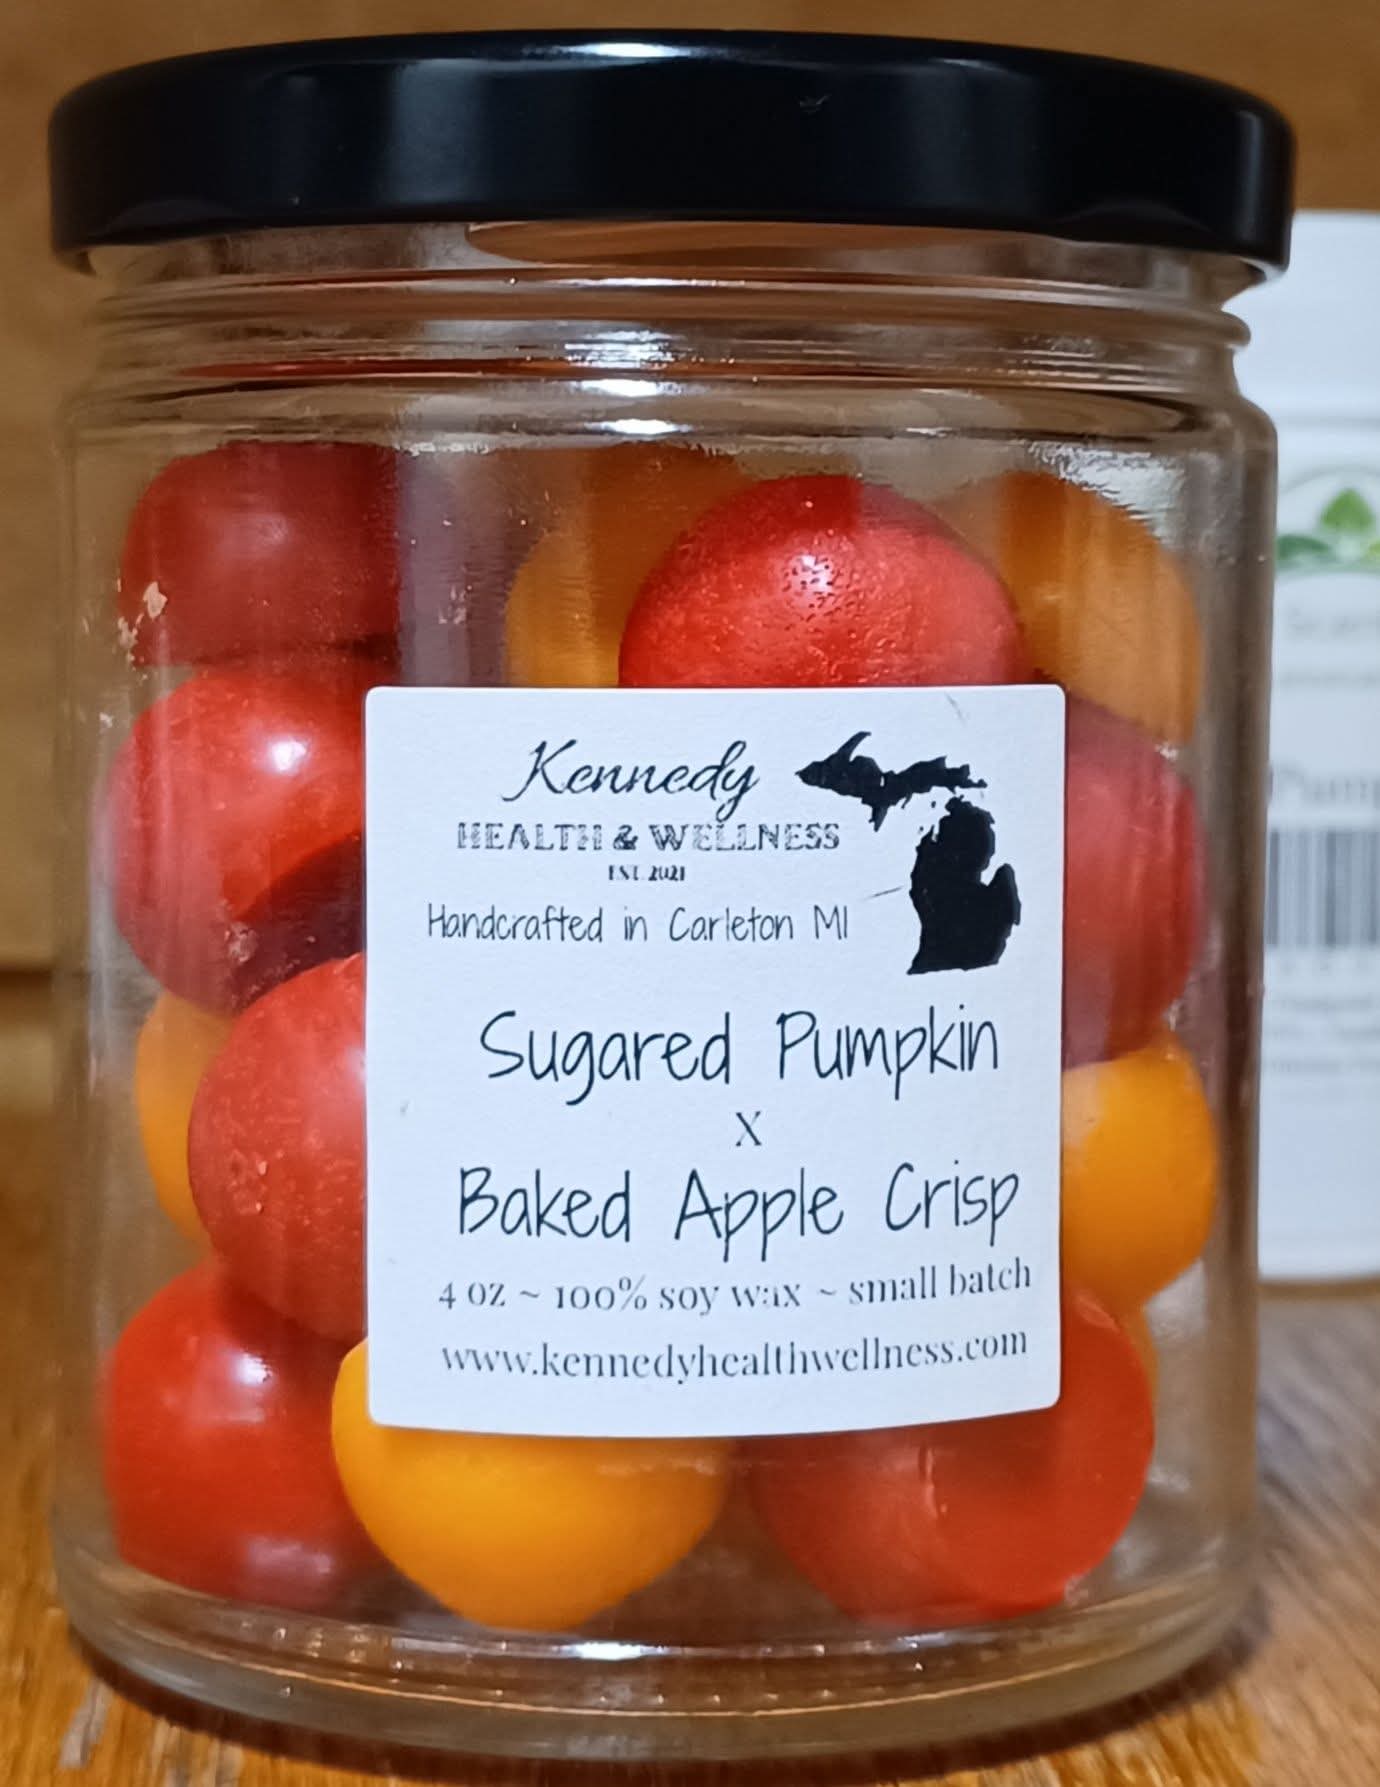 Kennedy
HEALTH & WELLNESS
EST. 2021
Handcrafted in Carleton MI
Sugared Pumpkin
X
Baked Apple Crisp
4 oz ~ 100% soy wax ~ small batch
www.kennedyhealthwellness.com